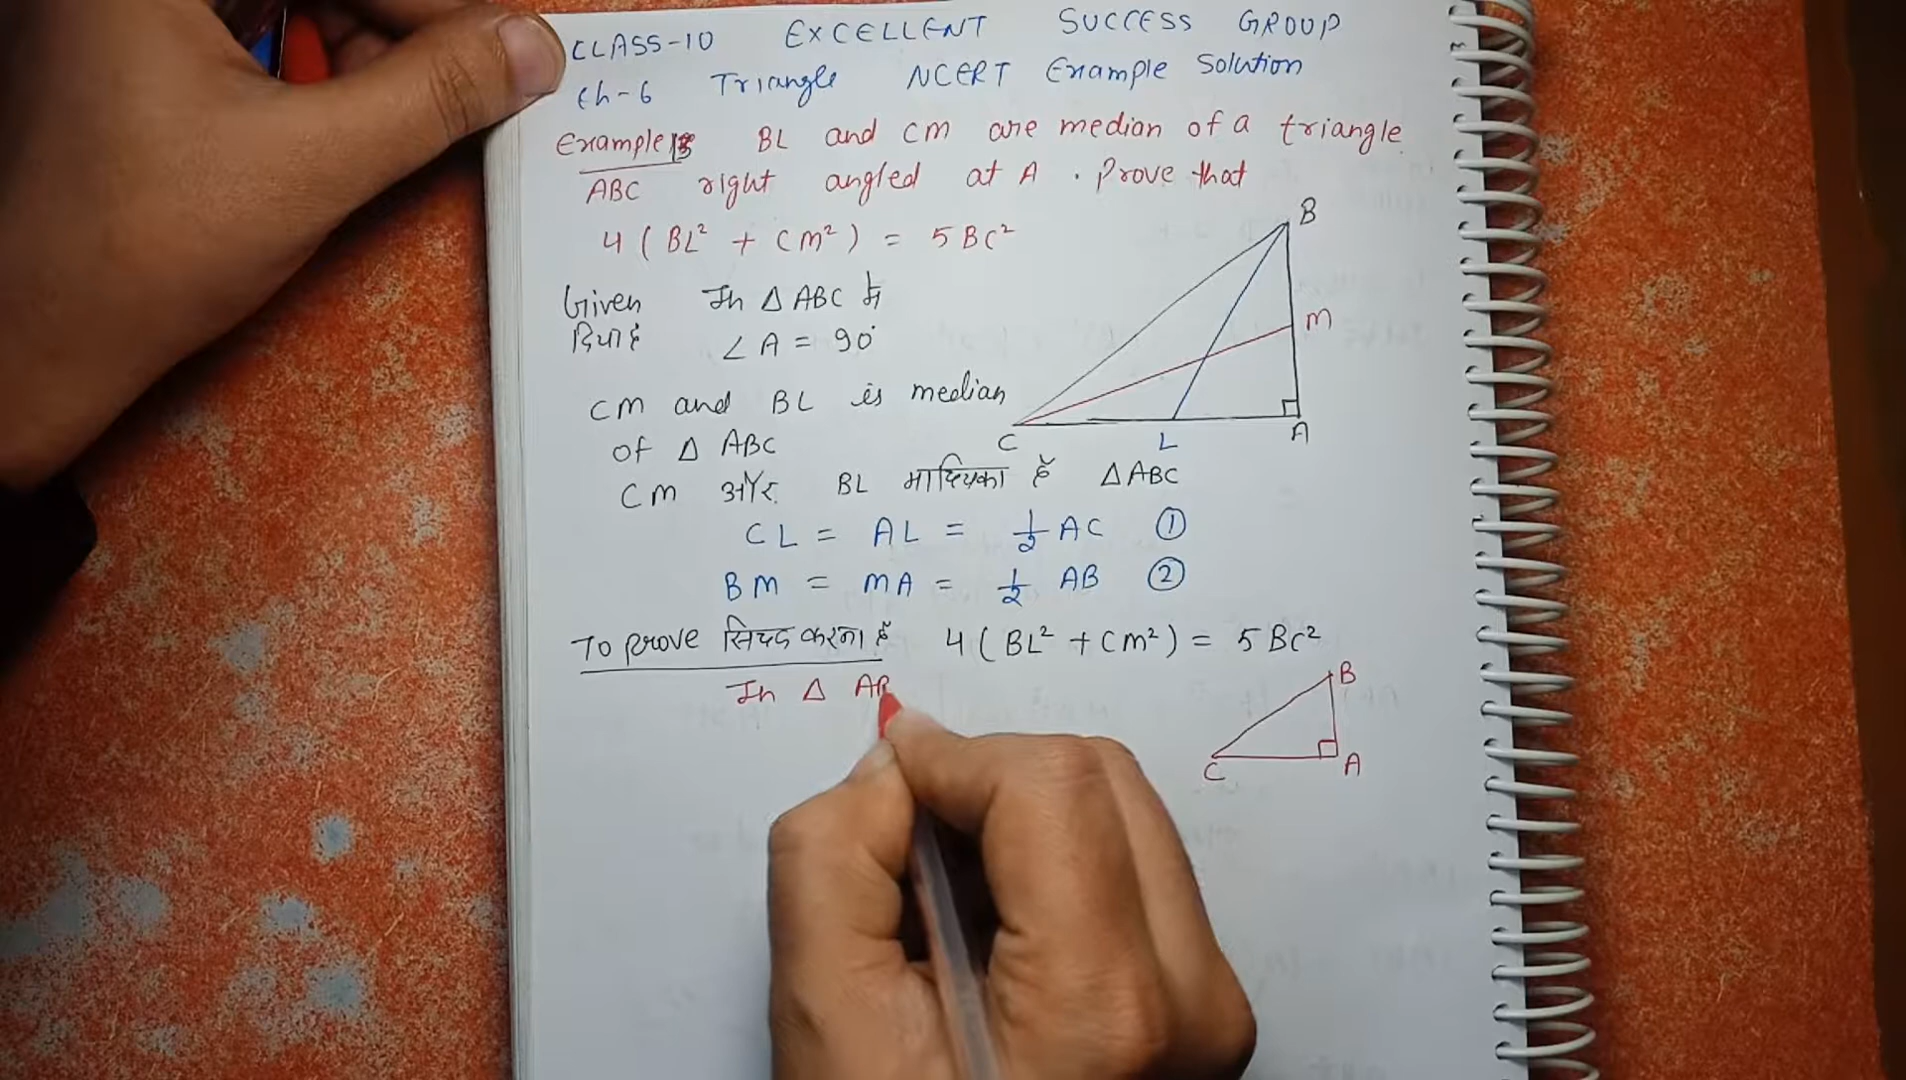 CLASS-10 EXCELLENT SUCCESS GROUP
Ch-6 Triangle NCERT Example Solution
Example 13 BL and CM are median of a triangle
ABC right angled at A. Prove that
4 ( BL² + CM² ) = 5 BC²
B
Given In Δ ABC में
दिया है ∠A = 90°
M
CM and BL is median
C L A
of Δ ABC
CM और BL माध्यिका है ΔABC
CL = AL = 1/2 AC ①
BM = MA = 1/2 AB ②
To prove सिद्ध करना है 4 ( BL² + CM² ) = 5 BC²
B
In Δ AB
C A